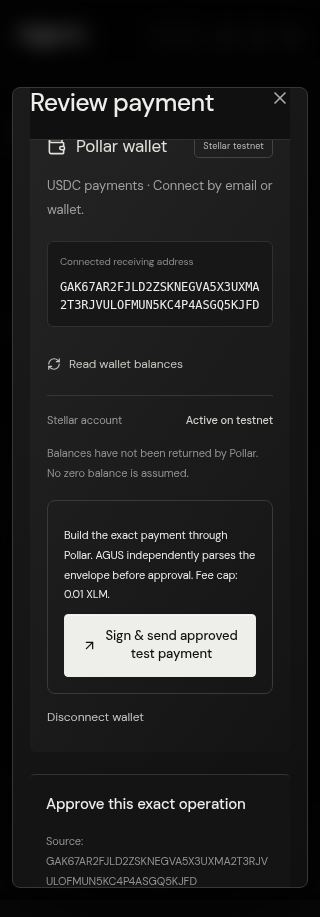 Review payment
Pollar wallet
Stellar testnet
USDC payments · Connect by email or
wallet.
Connected receiving address
GAK67AR2FJLD2ZSKNEGVA5X3UXMA
2T3RJVULOFMUN5KC4P4ASGQ5KJFD
Read wallet balances
Stellar account
Active on testnet
Balances have not been returned by Pollar.
No zero balance is assumed.
Build the exact payment through
Pollar. AGUS independently parses the
envelope before approval. Fee cap:
0.01 XLM.
Sign & send approved
test payment
Disconnect wallet
Approve this exact operation
Source:
GAK67AR2FJLD2ZSKNEGVA5X3UXMA2T3RJV
ULOFMUN5KC4P4ASGQ5KJFD